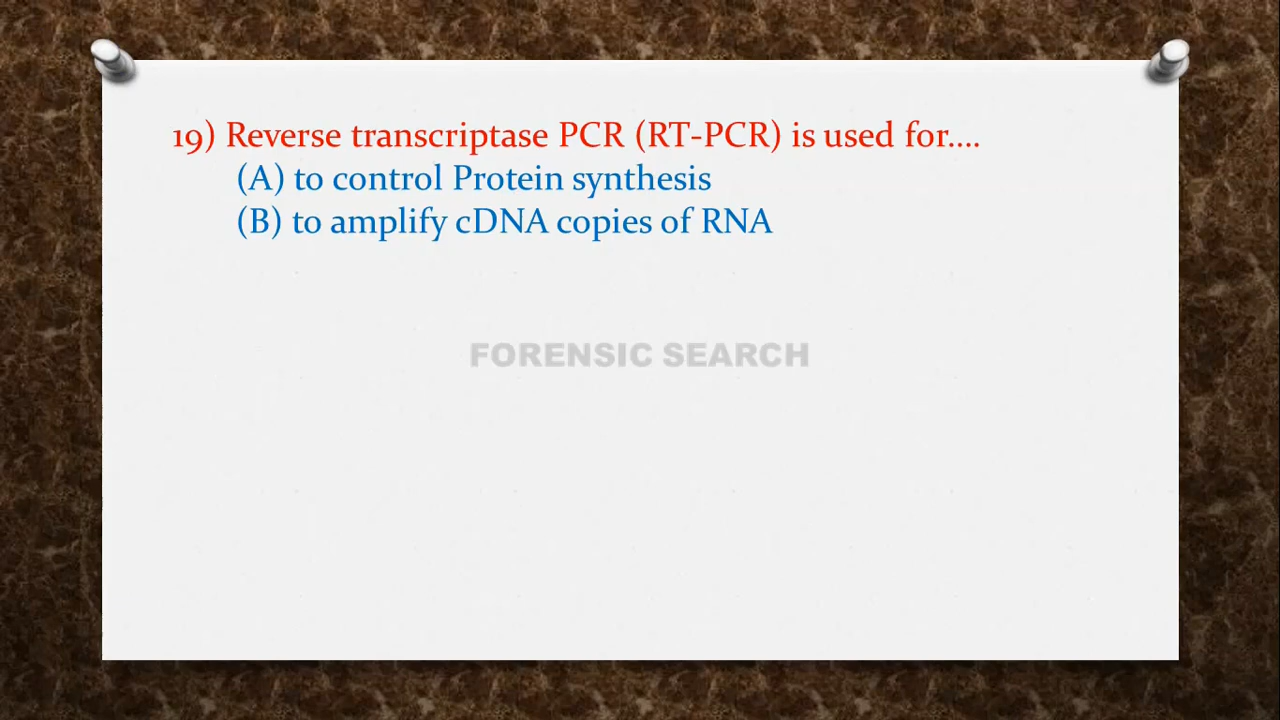 19) Reverse transcriptase PCR (RT-PCR) is used for....
(A) to control Protein synthesis
(B) to amplify cDNA copies of RNA
FORENSIC SEARCH